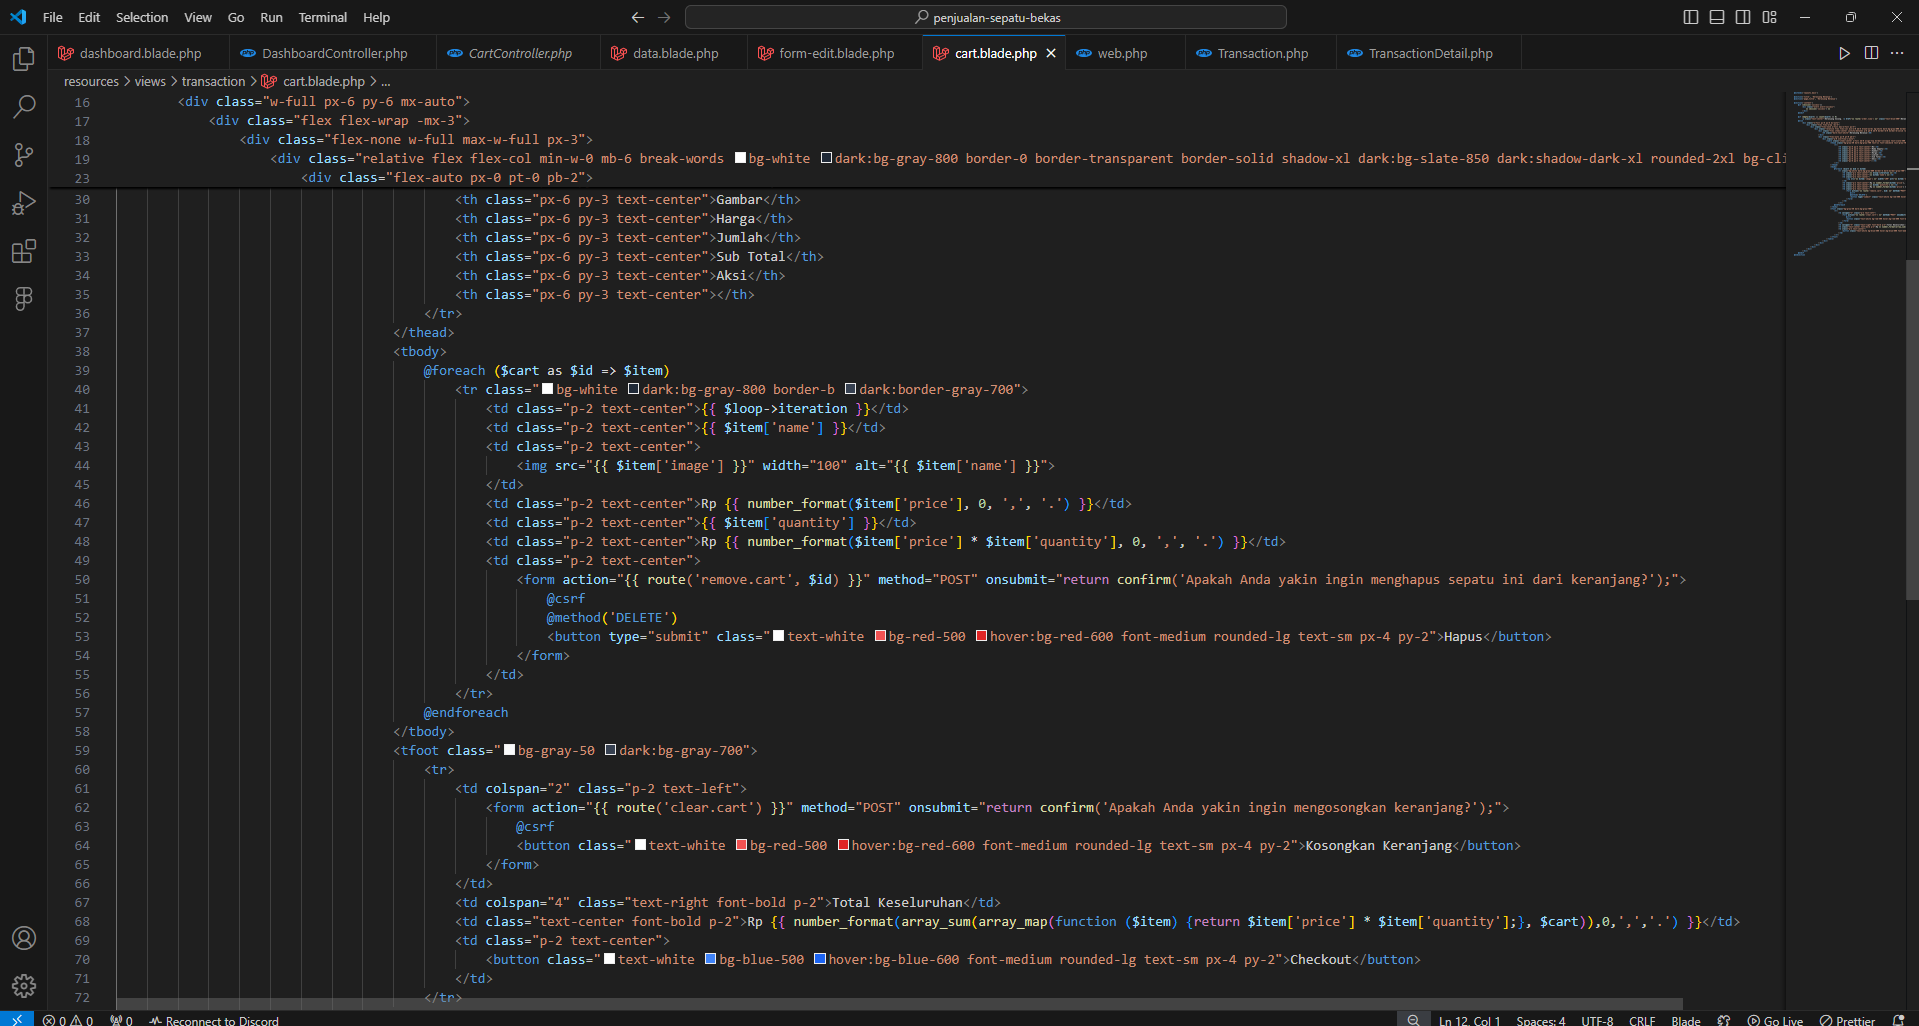 File Edit Selection View Go Run Terminal Help
penjualan-sepatu-bekas
dashboard.blade.php DashboardController.php CartController.php data.blade.php form-edit.blade.php cart.blade.php web.php Transaction.php TransactionDetail.php
resources > views > transaction > cart.blade.php > ...
16 <div class="w-full px-6 py-6 mx-auto">
17 <div class="flex flex-wrap -mx-3">
18 <div class="flex-none w-full max-w-full px-3">
19 <div class="relative flex flex-col min-w-0 mb-6 break-words bg-white dark:bg-gray-800 border-0 border-transparent border-solid shadow-xl dark:bg-slate-850 dark:shadow-dark-xl rounded-2xl bg-cli
23 <div class="flex-auto px-0 pt-0 pb-2">
30 <th class="px-6 py-3 text-center">Gambar</th>
31 <th class="px-6 py-3 text-center">Harga</th>
32 <th class="px-6 py-3 text-center">Jumlah</th>
33 <th class="px-6 py-3 text-center">Sub Total</th>
34 <th class="px-6 py-3 text-center">Aksi</th>
35 <th class="px-6 py-3 text-center"></th>
36 </tr>
37 </thead>
38 <tbody>
39 @foreach ($cart as $id => $item)
40 <tr class="bg-white dark:bg-gray-800 border-b dark:border-gray-700">
41 <td class="p-2 text-center">{{ $loop->iteration }}</td>
42 <td class="p-2 text-center">{{ $item['name'] }}</td>
43 <td class="p-2 text-center">
44 <img src="{{ $item['image'] }}" width="100" alt="{{ $item['name'] }}">
45 </td>
46 <td class="p-2 text-center">Rp {{ number_format($item['price'], 0, ',', '.') }}</td>
47 <td class="p-2 text-center">{{ $item['quantity'] }}</td>
48 <td class="p-2 text-center">Rp {{ number_format($item['price'] * $item['quantity'], 0, ',', '.') }}</td>
49 <td class="p-2 text-center">
50 <form action="{{ route('remove.cart', $id) }}" method="POST" onsubmit="return confirm('Apakah Anda yakin ingin menghapus sepatu ini dari keranjang?');">
51 @csrf
52 @method('DELETE')
53 <button type="submit" class="text-white bg-red-500 hover:bg-red-600 font-medium rounded-lg text-sm px-4 py-2">Hapus</button>
54 </form>
55 </td>
56 </tr>
57 @endforeach
58 </tbody>
59 <tfoot class="bg-gray-50 dark:bg-gray-700">
60 <tr>
61 <td colspan="2" class="p-2 text-left">
62 <form action="{{ route('clear.cart') }}" method="POST" onsubmit="return confirm('Apakah Anda yakin ingin mengosongkan keranjang?');">
63 @csrf
64 <button class="text-white bg-red-500 hover:bg-red-600 font-medium rounded-lg text-sm px-4 py-2">Kosongkan Keranjang</button>
65 </form>
66 </td>
67 <td colspan="4" class="text-right font-bold p-2">Total Keseluruhan</td>
68 <td class="text-center font-bold p-2">Rp {{ number_format(array_sum(array_map(function ($item) {return $item['price'] * $item['quantity'];}, $cart)),0,',','.') }}</td>
69 <td class="p-2 text-center">
70 <button class="text-white bg-blue-500 hover:bg-blue-600 font-medium rounded-lg text-sm px-4 py-2">Checkout</button>
71 </td>
72 </tr>
0 0 0 Reconnect to Discord Ln 12, Col 1 Spaces: 4 UTF-8 CRLF Blade Go Live Prettier